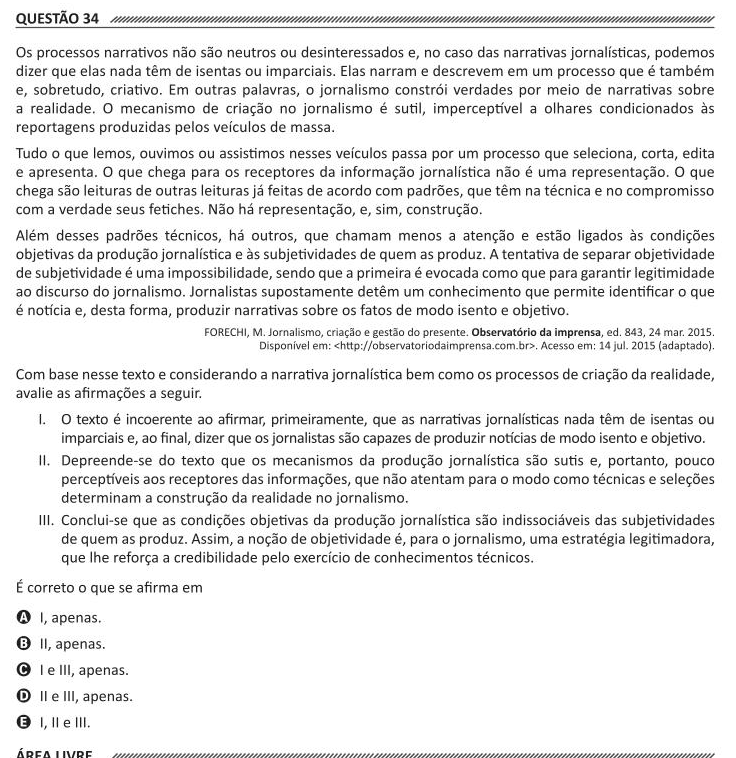 QUESTÃO 34
Os processos narrativos não são neutros ou desinteressados e, no caso das narrativas jornalísticas, podemos
dizer que elas nada têm de isentas ou imparciais. Elas narram e descrevem em um processo que é também
e, sobretudo, criativo. Em outras palavras, o jornalismo constrói verdades por meio de narrativas sobre
a realidade. O mecanismo de criação no jornalismo é sutil, imperceptível a olhares condicionados às
reportagens produzidas pelos veículos de massa.
Tudo o que lemos, ouvimos ou assistimos nesses veículos passa por um processo que seleciona, corta, edita
e apresenta. O que chega para os receptores da informação jornalística não é uma representação. O que
chega são leituras de outras leituras já feitas de acordo com padrões, que têm na técnica e no compromisso
com a verdade seus fetiches. Não há representação, e, sim, construção.
Além desses padrões técnicos, há outros, que chamam menos a atenção e estão ligados às condições
objetivas da produção jornalística e às subjetividades de quem as produz. A tentativa de separar objetividade
de subjetividade é uma impossibilidade, sendo que a primeira é evocada como que para garantir legitimidade
ao discurso do jornalismo. Jornalistas supostamente detêm um conhecimento que permite identificar o que
é notícia e, desta forma, produzir narrativas sobre os fatos de modo isento e objetivo.
FORECHI, M. Jornalismo, criação e gestão do presente. Observatório da imprensa, ed. 843, 24 mar. 2015.
Disponível em: <http://observatoriodaimprensa.com.br>. Acesso em: 14 jul. 2015 (adaptado).
Com base nesse texto e considerando a narrativa jornalística bem como os processos de criação da realidade,
avalie as afirmações a seguir.
I. O texto é incoerente ao afirmar, primeiramente, que as narrativas jornalísticas nada têm de isentas ou
imparciais e, ao final, dizer que os jornalistas são capazes de produzir notícias de modo isento e objetivo.
II. Depreende-se do texto que os mecanismos da produção jornalística são sutis e, portanto, pouco
perceptíveis aos receptores das informações, que não atentam para o modo como técnicas e seleções
determinam a construção da realidade no jornalismo.
III. Conclui-se que as condições objetivas da produção jornalística são indissociáveis das subjetividades
de quem as produz. Assim, a noção de objetividade é, para o jornalismo, uma estratégia legitimadora,
que lhe reforça a credibilidade pelo exercício de conhecimentos técnicos.
É correto o que se afirma em
A I, apenas.
B II, apenas.
C I e III, apenas.
D II e III, apenas.
E I, II e III.
ÁREA LIVRE